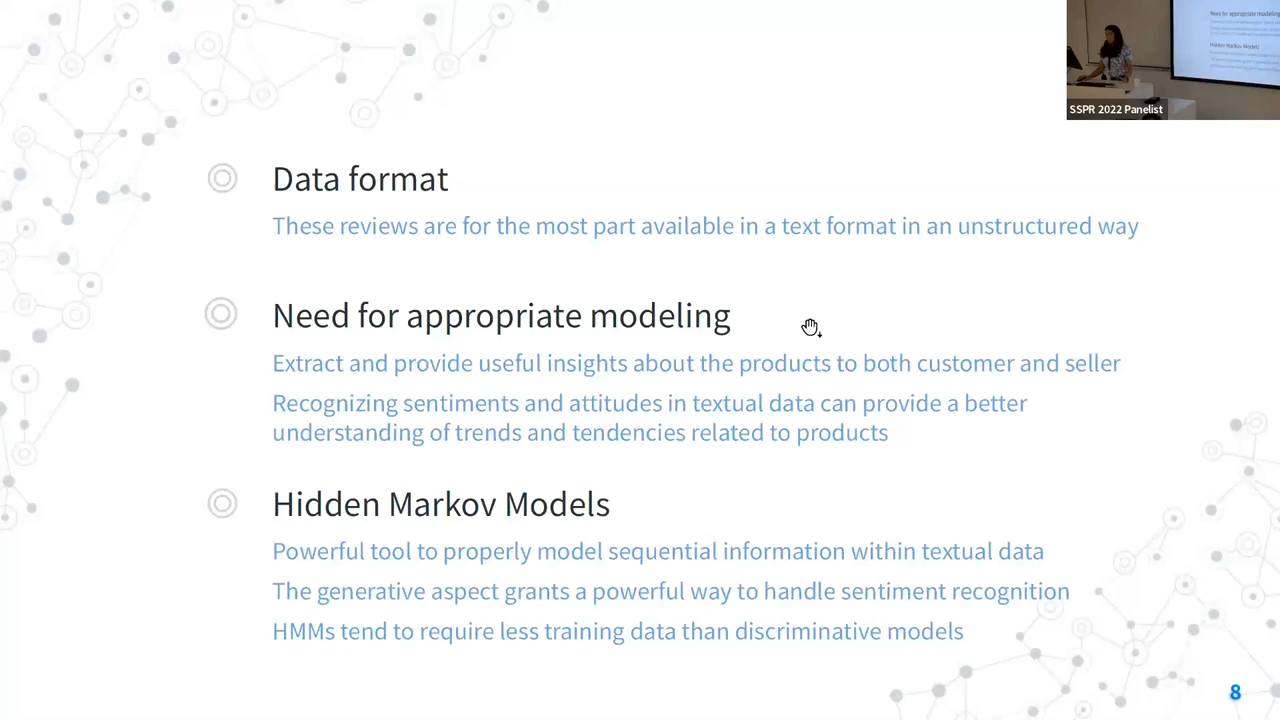 SSPR 2022 Panelist
Data format
These reviews are for the most part available in a text format in an unstructured way
Need for appropriate modeling
Extract and provide useful insights about the products to both customer and seller
Recognizing sentiments and attitudes in textual data can provide a better
understanding of trends and tendencies related to products
Hidden Markov Models
Powerful tool to properly model sequential information within textual data
The generative aspect grants a powerful way to handle sentiment recognition
HMMs tend to require less training data than discriminative models
8